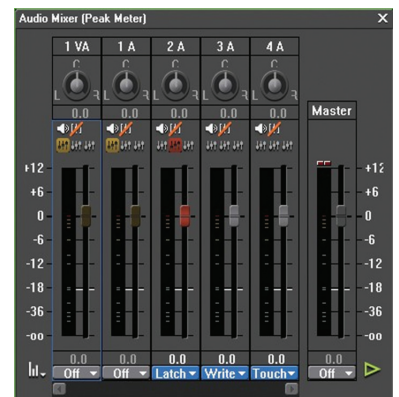 Audio Mixer (Peak Meter) X
1 VA 1 A 2 A 3 A 4 A
C C C C C
L R L R L R L R L R
0.0 0.0 0.0 0.0 0.0 Master
+12 +12
+6 +6
0 0
-6 -6
-12 -12
-18 -18
-36 -36
-oo -oo
0.0 0.0 0.0 0.0 0.0 0.0
Off Off Latch Write Touch Off